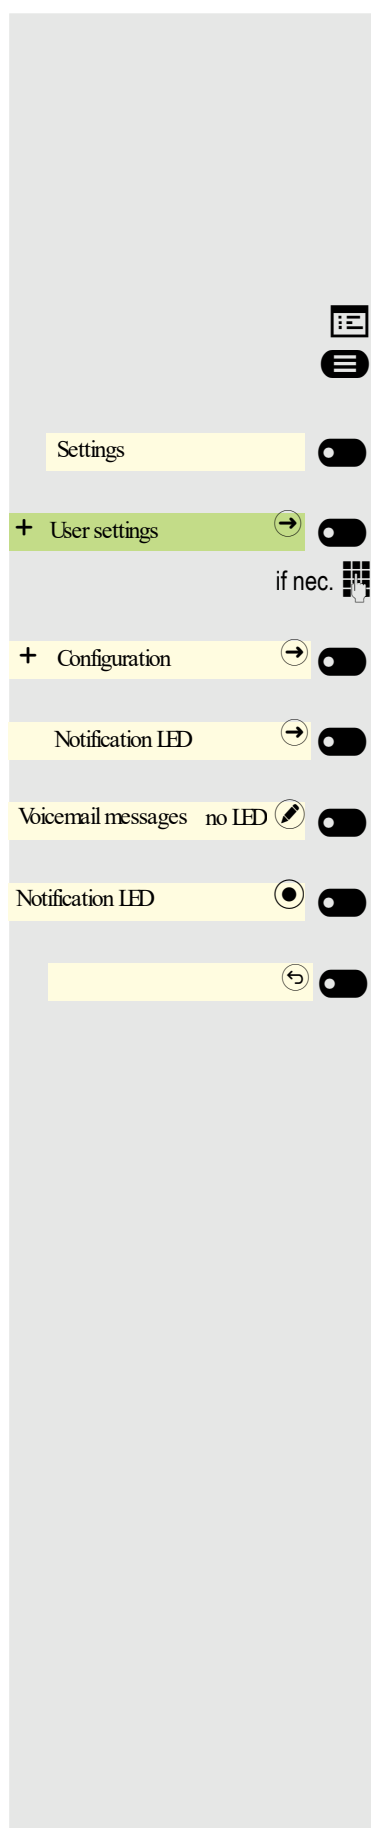 Settings
+ User settings
if nec.
+ Configuration
Notification LED
Voicemail messages no LED
Notification LED